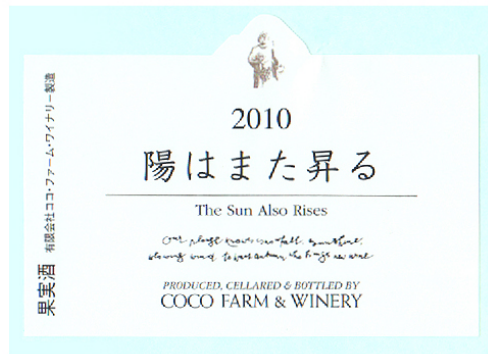 2010
陽はまた昇る
The Sun Also Rises
PRODUCED, CELLARED & BOTTLED BY
COCO FARM & WINERY
果実酒 有限会社ココ・ファーム・ワイナリー製造